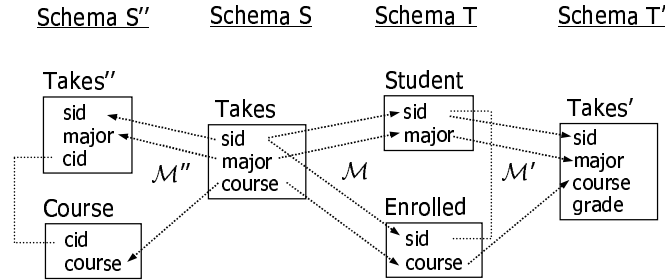 Schema S″ Schema S Schema T Schema T′
Takes″
sid
major
cid
Course
cid
course
Takes
sid
major
course
M″
M
M′
Student
sid
major
Enrolled
sid
course
Takes′
sid
major
course
grade